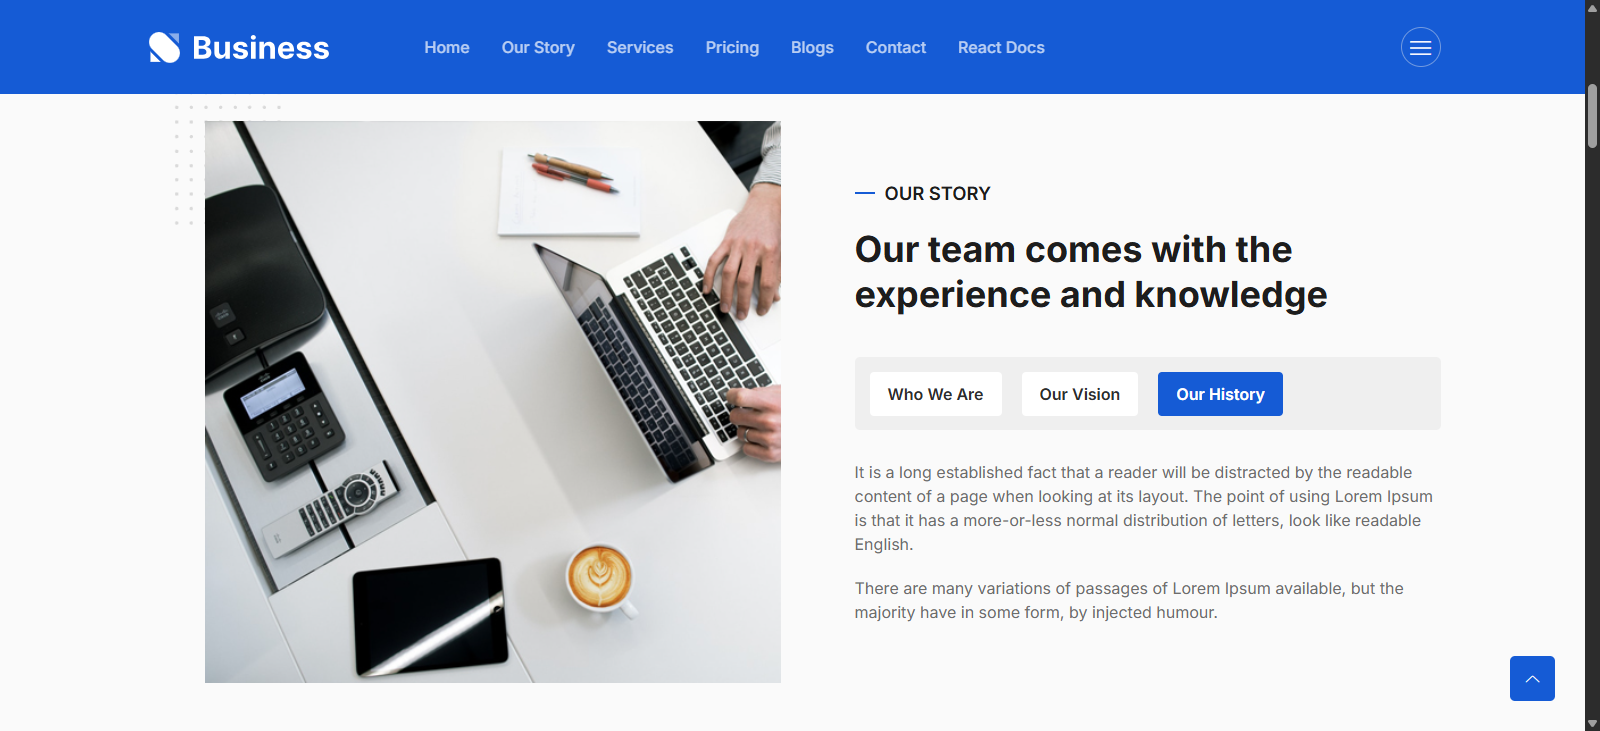 Business
Home
Our Story
Services
Pricing
Blogs
Contact
React Docs
OUR STORY
Our team comes with the
experience and knowledge
Who We Are
Our Vision
Our History
It is a long established fact that a reader will be distracted by the readable
content of a page when looking at its layout. The point of using Lorem Ipsum
is that it has a more-or-less normal distribution of letters, look like readable
English.
There are many variations of passages of Lorem Ipsum available, but the
majority have in some form, by injected humour.